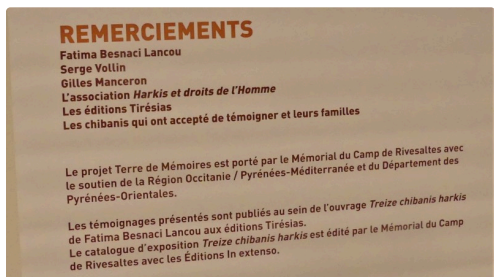 REMERCIEMENTS
Fatima Besnaci Lancou
Serge Vollin
Gilles Manceron
L'association Harkis et droits de l'Homme
Les éditions Tirésias
Les chibanis qui ont accepté de témoigner et leurs familles
Le projet Terre de Mémoires est porté par le Mémorial du Camp de Rivesaltes avec
le soutien de la Région Occitanie / Pyrénées-Méditerranée et du Département des
Pyrénées-Orientales.
Les témoignages présentés sont publiés au sein de l'ouvrage Treize chibanis harkis
de Fatima Besnaci Lancou aux éditions Tirésias.
Le catalogue d'exposition Treize chibanis harkis est édité par le Mémorial du Camp
de Rivesaltes avec les Éditions In extenso.